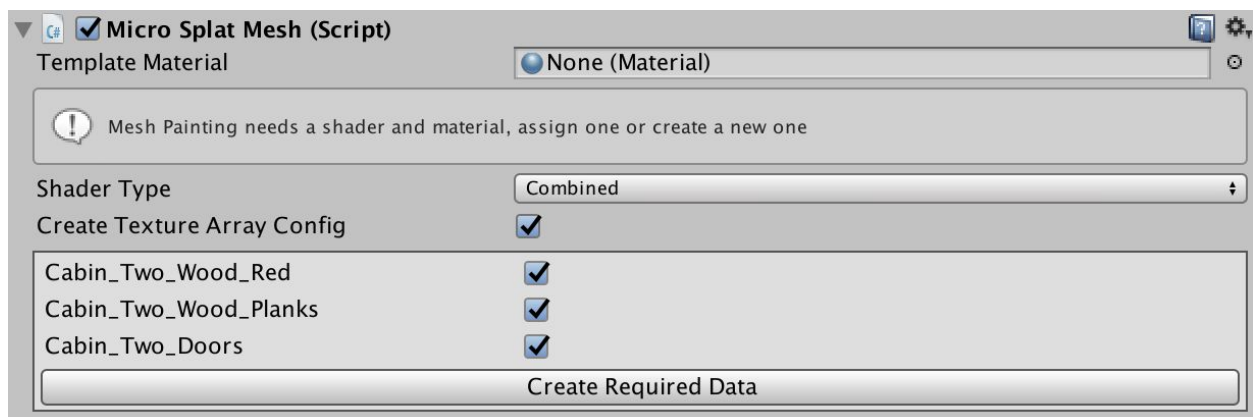 Micro Splat Mesh (Script)
Template Material None (Material)
Mesh Painting needs a shader and material, assign one or create a new one
Shader Type Combined
Create Texture Array Config
Cabin_Two_Wood_Red
Cabin_Two_Wood_Planks
Cabin_Two_Doors
Create Required Data